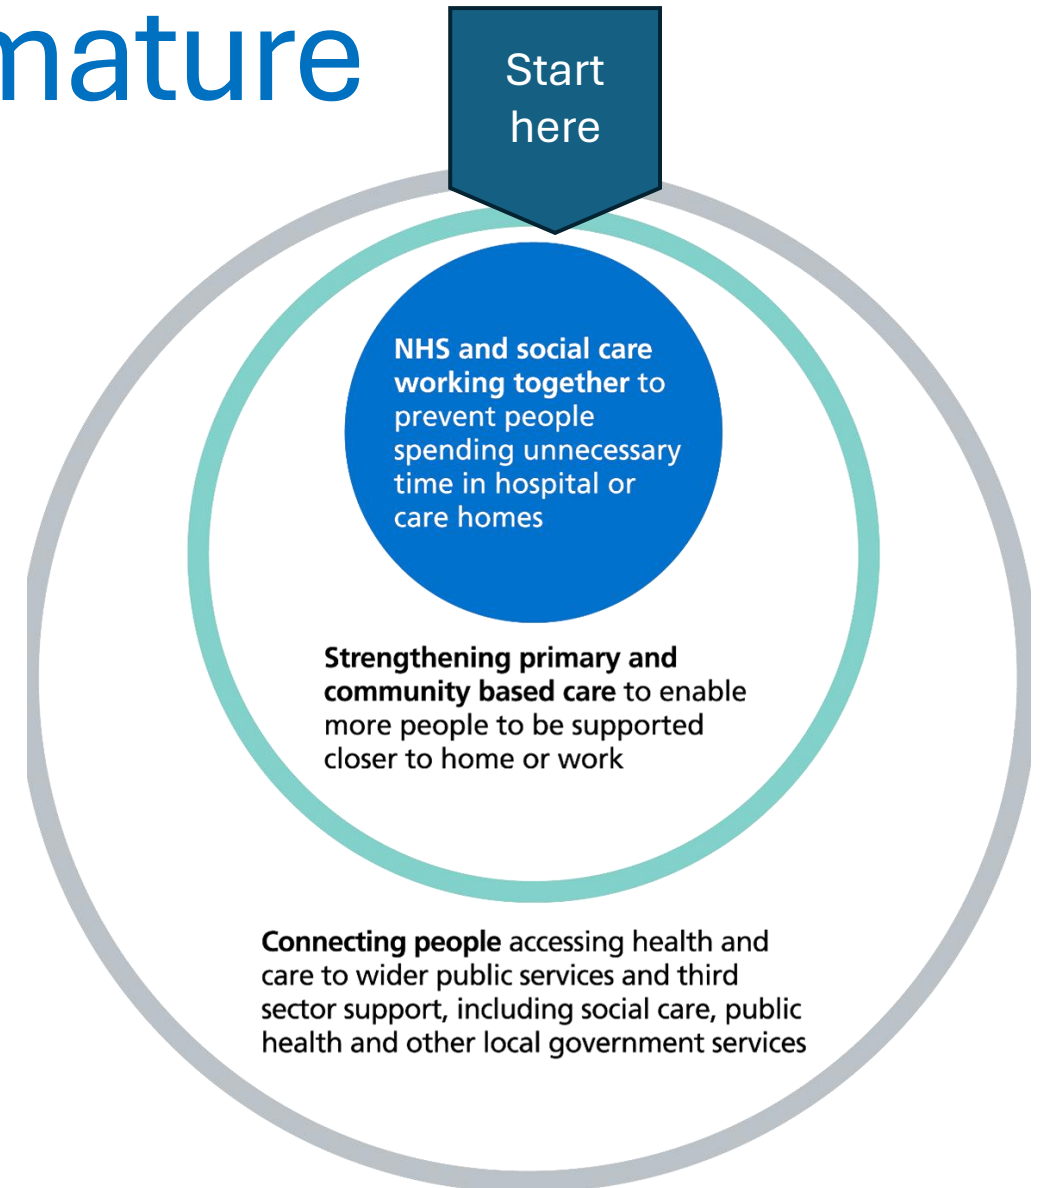 mature
Start
here
NHS and social care
working together to
prevent people
spending unnecessary
time in hospital or
care homes
Strengthening primary and
community based care to enable
more people to be supported
closer to home or work
Connecting people accessing health and
care to wider public services and third
sector support, including social care, public
health and other local government services